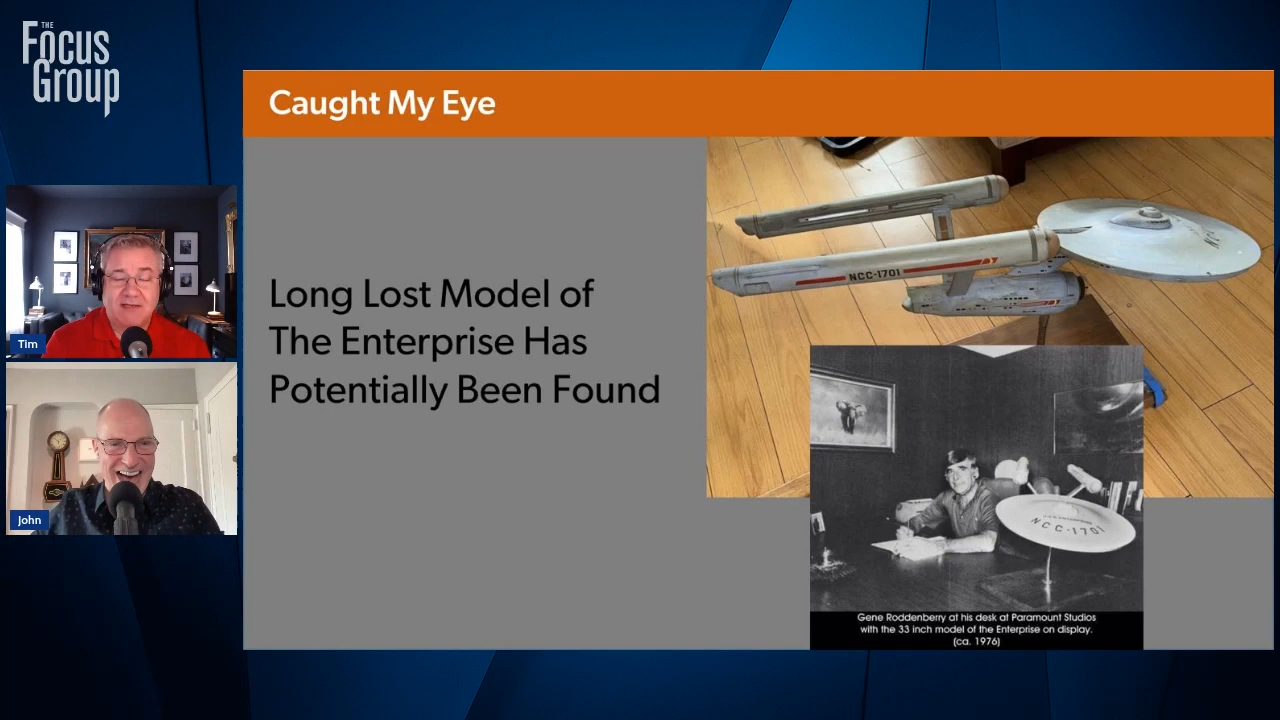 THE
Focus
Group
Caught My Eye
Long Lost Model of
The Enterprise Has
Potentially Been Found
Tim
John
NCC-1701
NCC-1701
Gene Roddenberry at his desk at Paramount Studios
with the 33 inch model of the Enterprise on display.
(ca. 1976)